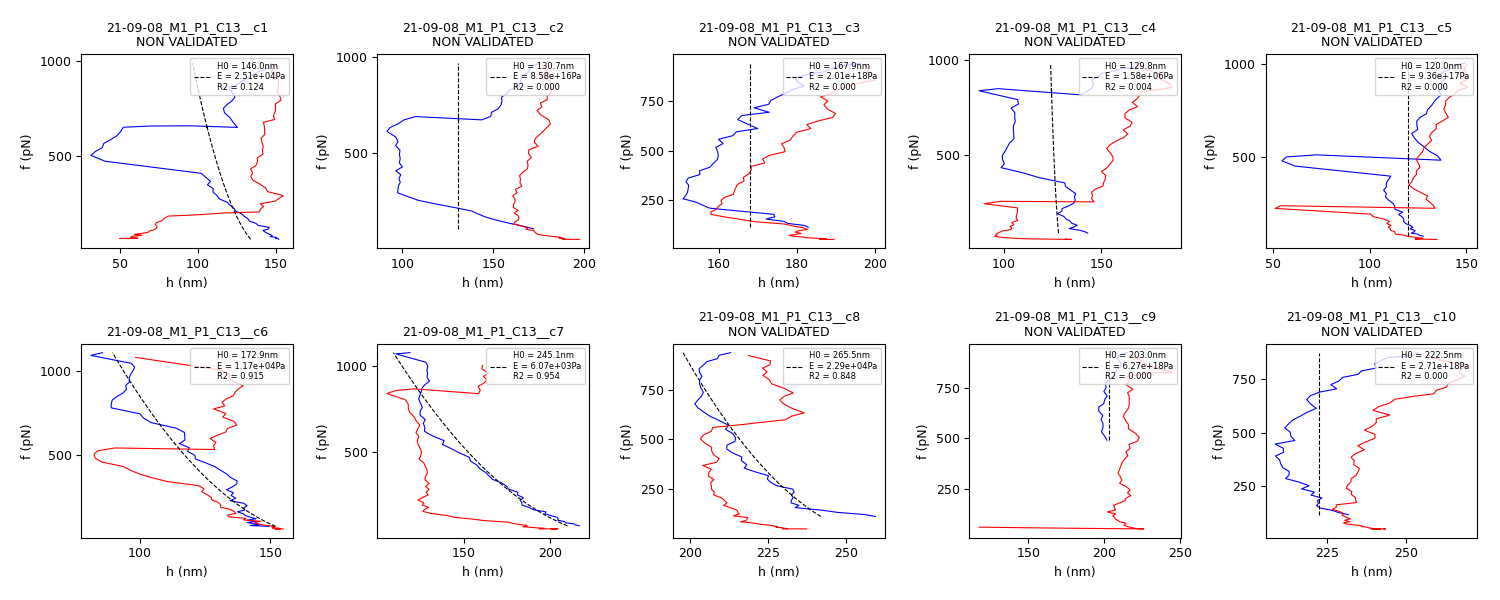 21-09-08_M1_P1_C13__c1
NON VALIDATED
H0 = 146.0nm
E = 2.51e+04Pa
R2 = 0.124
1000
500
f (pN)
50 100 150
h (nm)
21-09-08_M1_P1_C13__c2
NON VALIDATED
H0 = 130.7nm
E = 8.58e+16Pa
R2 = 0.000
1000
500
f (pN)
100 150 200
h (nm)
21-09-08_M1_P1_C13__c3
NON VALIDATED
H0 = 167.9nm
E = 2.01e+18Pa
R2 = 0.000
750
500
250
f (pN)
160 180 200
h (nm)
21-09-08_M1_P1_C13__c4
NON VALIDATED
H0 = 129.8nm
E = 1.58e+06Pa
R2 = 0.004
1000
500
f (pN)
100 150
h (nm)
21-09-08_M1_P1_C13__c5
NON VALIDATED
H0 = 120.0nm
E = 9.36e+17Pa
R2 = 0.000
1000
500
f (pN)
50 100 150
h (nm)
21-09-08_M1_P1_C13__c6
H0 = 172.9nm
E = 1.17e+04Pa
R2 = 0.915
1000
500
f (pN)
100 150
h (nm)
21-09-08_M1_P1_C13__c7
H0 = 245.1nm
E = 6.07e+03Pa
R2 = 0.954
1000
500
f (pN)
150 200
h (nm)
21-09-08_M1_P1_C13__c8
NON VALIDATED
H0 = 265.5nm
E = 2.29e+04Pa
R2 = 0.848
750
500
250
f (pN)
200 225 250
h (nm)
21-09-08_M1_P1_C13__c9
NON VALIDATED
H0 = 203.0nm
E = 6.27e+18Pa
R2 = 0.000
750
500
250
f (pN)
150 200 250
h (nm)
21-09-08_M1_P1_C13__c10
NON VALIDATED
H0 = 222.5nm
E = 2.71e+18Pa
R2 = 0.000
750
500
250
f (pN)
225 250
h (nm)